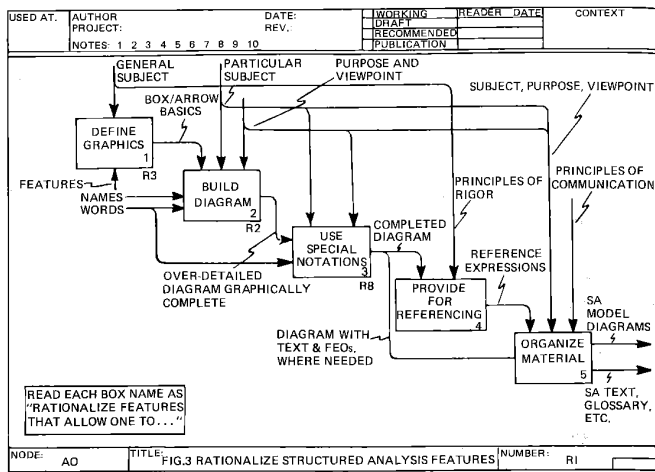 USED AT.
AUTHOR
PROJECT:
NOTES: 1 2 3 4 5 6 7 8 9 10
DATE:
REV.:
WORKING
DRAFT
RECOMMENDED
PUBLICATION
READER DATE
CONTEXT
GENERAL
SUBJECT
PARTICULAR
SUBJECT
PURPOSE AND
VIEWPOINT
SUBJECT, PURPOSE, VIEWPOINT
BOX/ARROW
BASICS
DEFINE
GRAPHICS
1
R3
FEATURES
NAMES
WORDS
BUILD
DIAGRAM
2
R2
PRINCIPLES OF
RIGOR
PRINCIPLES OF
COMMUNICATION
USE
SPECIAL
NOTATIONS
3
R8
COMPLETED
DIAGRAM
OVER-DETAILED
DIAGRAM GRAPHICALLY
COMPLETE
REFERENCE
EXPRESSIONS
PROVIDE
FOR
REFERENCING
4
DIAGRAM WITH
TEXT & FEOs,
WHERE NEEDED
ORGANIZE
MATERIAL
5
SA
MODEL
DIAGRAMS
SA TEXT,
GLOSSARY,
ETC.
READ EACH BOX NAME AS
"RATIONALIZE FEATURES
THAT ALLOW ONE TO..."
NODE: AO
TITLE: FIG.3 RATIONALIZE STRUCTURED ANALYSIS FEATURES
NUMBER: RI